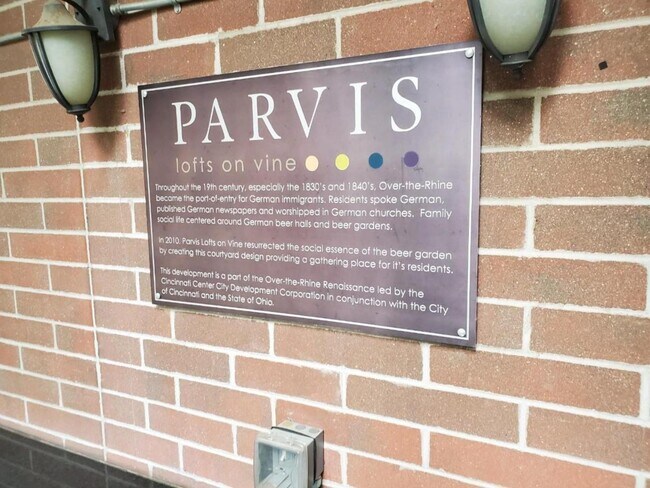 PARVIS
lofts on vine
Throughout the 19th century, especially the 1830's and 1840's, Over-the-Rhine
became the port-of-entry for German immigrants. Residents spoke German,
published German newspapers and worshipped in German churches. Family
social life centered around German beer halls and beer gardens.
In 2010, Parvis Lofts on Vine resurrected the social essence of the beer garden
by creating this courtyard design providing a gathering place for it's residents.
This development is a part of the Over-the-Rhine Renaissance led by the
Cincinnati Center City Development Corporation in conjunction with the City
of Cincinnati and the State of Ohio.